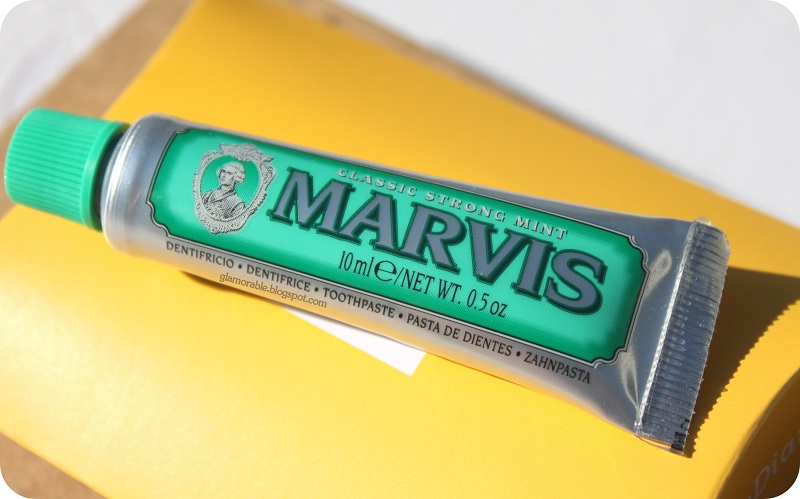 CLASSIC STRONG MINT
MARVIS
10 ml ℮/NET WT. 0.5 oz
DENTIFRICIO • DENTIFRICE • TOOTHPASTE • PASTA DE DIENTES • ZAHNPASTA
glamorable.blogspot.com